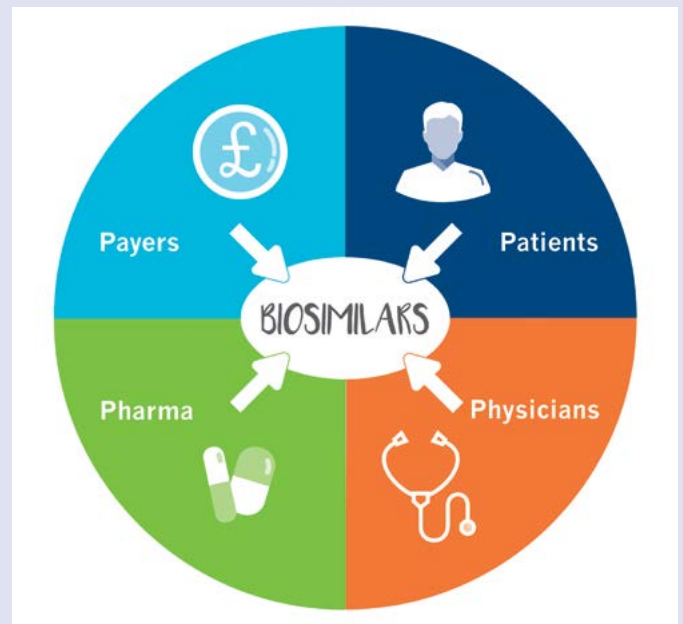 £
Payers
Patients
BIOSIMILARS
Pharma
Physicians